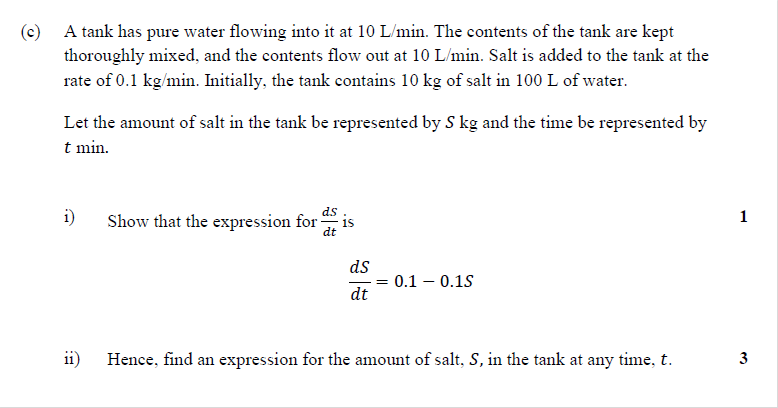 (c) A tank has pure water flowing into it at 10 L/min. The contents of the tank are kept
thoroughly mixed, and the contents flow out at 10 L/min. Salt is added to the tank at the
rate of 0.1 kg/min. Initially, the tank contains 10 kg of salt in 100 L of water.
Let the amount of salt in the tank be represented by S kg and the time be represented by
t min.
i) Show that the expression for dS/dt is 1
dS/dt = 0.1 − 0.1S
ii) Hence, find an expression for the amount of salt, S, in the tank at any time, t. 3